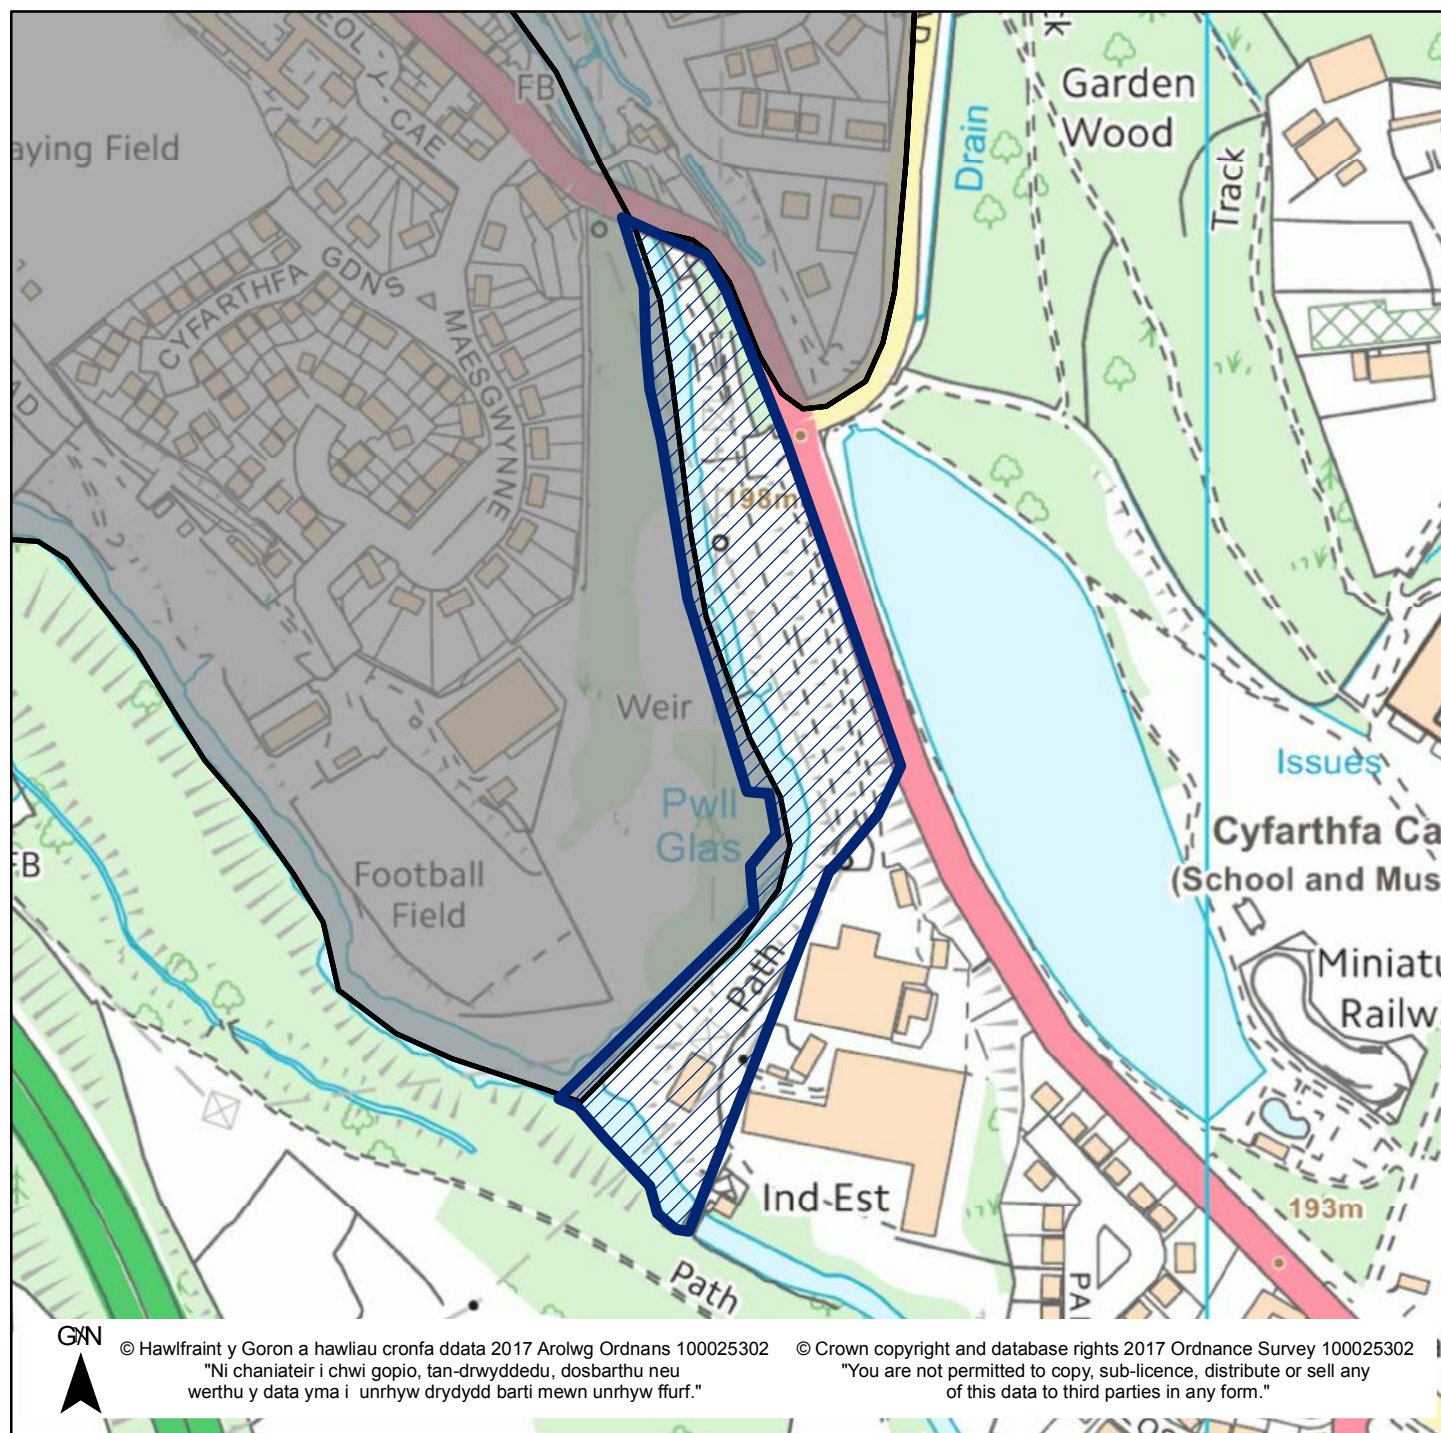 FB
EOL-Y-CAE
aying Field
CYFARTHFA
GDNS
MAESGWYNNE
AD
Drain
Garden
Wood
Track
198m
Weir
Pwll
Glas
Football
Field
FB
Path
Issues
Cyfarthfa Ca
(School and Mus
Miniatu
Railw
Ind Est
193m
Path
PA
G/N
© Hawlfraint y Goron a hawliau cronfa ddata 2017 Arolwg Ordnans 100025302
"Ni chaniateir i chwi gopio, tan-drwyddedu, dosbarthu neu
werthu y data yma i unrhyw drydydd barti mewn unrhyw ffurf."
© Crown copyright and database rights 2017 Ordnance Survey 100025302
"You are not permitted to copy, sub-licence, distribute or sell any
of this data to third parties in any form."